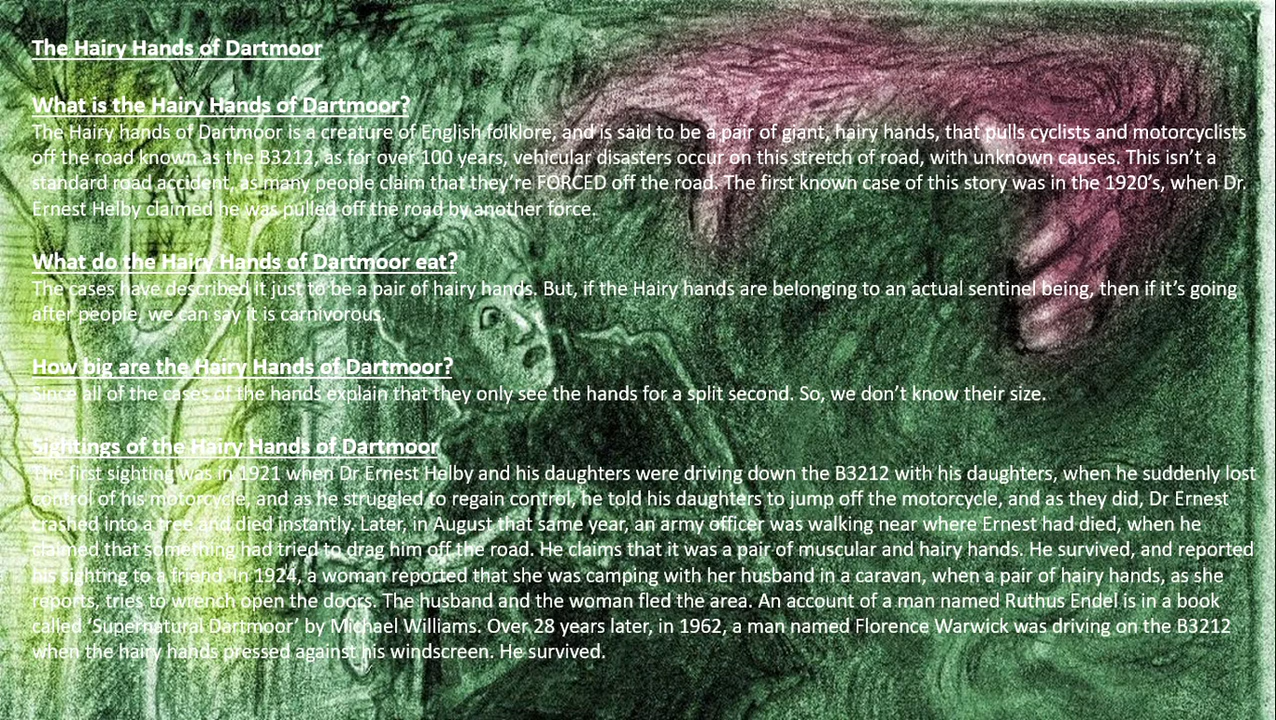 The Hairy Hands of Dartmoor
What is the Hairy Hands of Dartmoor?
The Hairy hands of Dartmoor is a creature of English folklore, and is said to be a pair of giant, hairy hands, that pulls cyclists and motorcyclists
off the road known as the B3212, as for over 100 years, vehicular disasters occur on this stretch of road, with unknown causes. This isn't a
standard road accident, as many people claim that they're FORCED off the road. The first known case of this story was in the 1920's, when Dr.
Ernest Helby claimed he was pulled off the road by another force.
What do the Hairy Hands of Dartmoor eat?
The cases have described it just to be a pair of hairy hands. But, if the Hairy hands are belonging to an actual sentinel being, then if it's going
after people, we can say it is carnivorous.
How big are the Hairy Hands of Dartmoor?
Since all of the cases of the hands explain that they only see the hands for a split second. So, we don't know their size.
Sightings of the Hairy Hands of Dartmoor
The first sighting was in 1921 when Dr Ernest Helby and his daughters were driving down the B3212 with his daughters, when he suddenly lost
control of his motorcycle, and as he struggled to regain control, he told his daughters to jump off the motorcycle, and as they did, Dr Ernest
crashed into a tree and died instantly. Later, in August that same year, an army officer was walking near where Ernest had died, when he
claimed that something had tried to drag him off the road. He claims that it was a pair of muscular and hairy hands. He survived, and reported
his sighting to a friend. In 1924, a woman reported that she was camping with her husband in a caravan, when a pair of hairy hands, as she
reports, tries to wrench open the doors. The husband and the woman fled the area. An account of a man named Ruthus Endel is in a book
called 'Supernatural Dartmoor' by Michael Williams. Over 28 years later, in 1962, a man named Florence Warwick was driving on the B3212
when the hairy hands pressed against his windscreen. He survived.